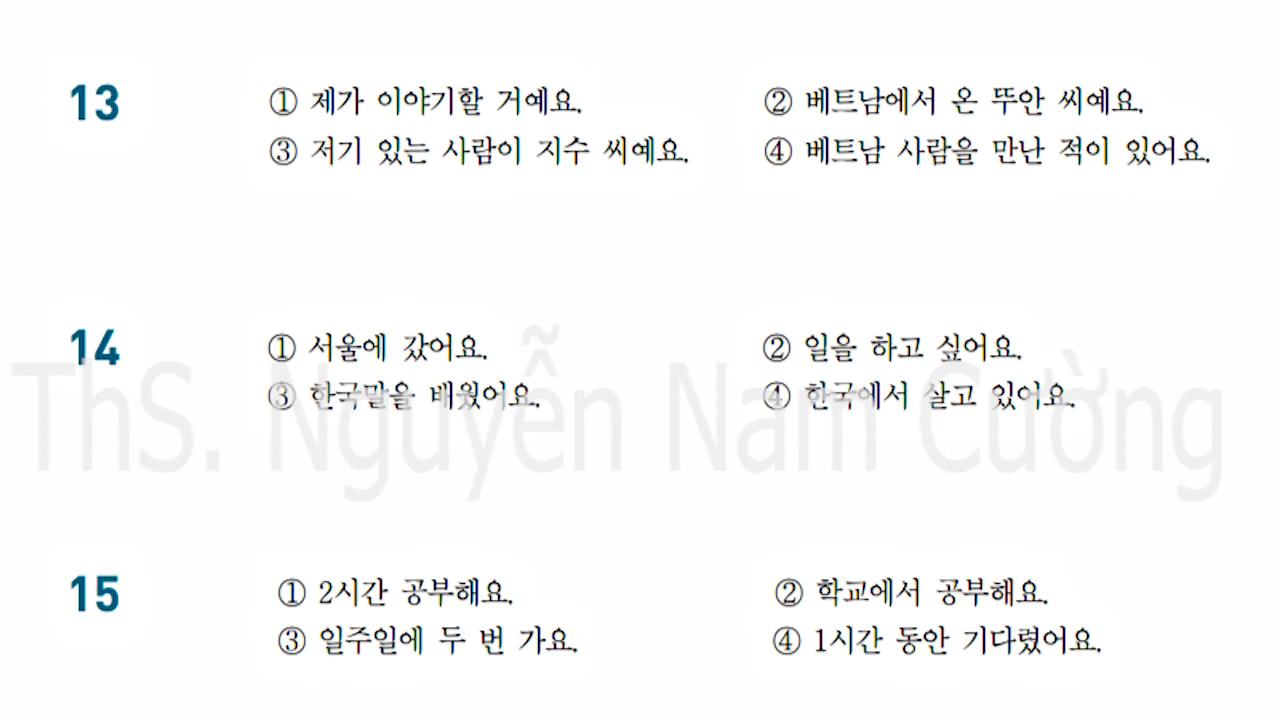 13
① 제가 이야기할 거예요. ② 베트남에서 온 뚜안 씨예요.
③ 저기 있는 사람이 지수 씨예요. ④ 베트남 사람을 만난 적이 있어요.
14
① 서울에 갔어요. ② 일을 하고 싶어요.
③ 한국말을 배웠어요. ④ 한국에서 살고 있어요.
ThS. Nguyễn Nam Cường
15
① 2시간 공부해요. ② 학교에서 공부해요.
③ 일주일에 두 번 가요. ④ 1시간 동안 기다렸어요.